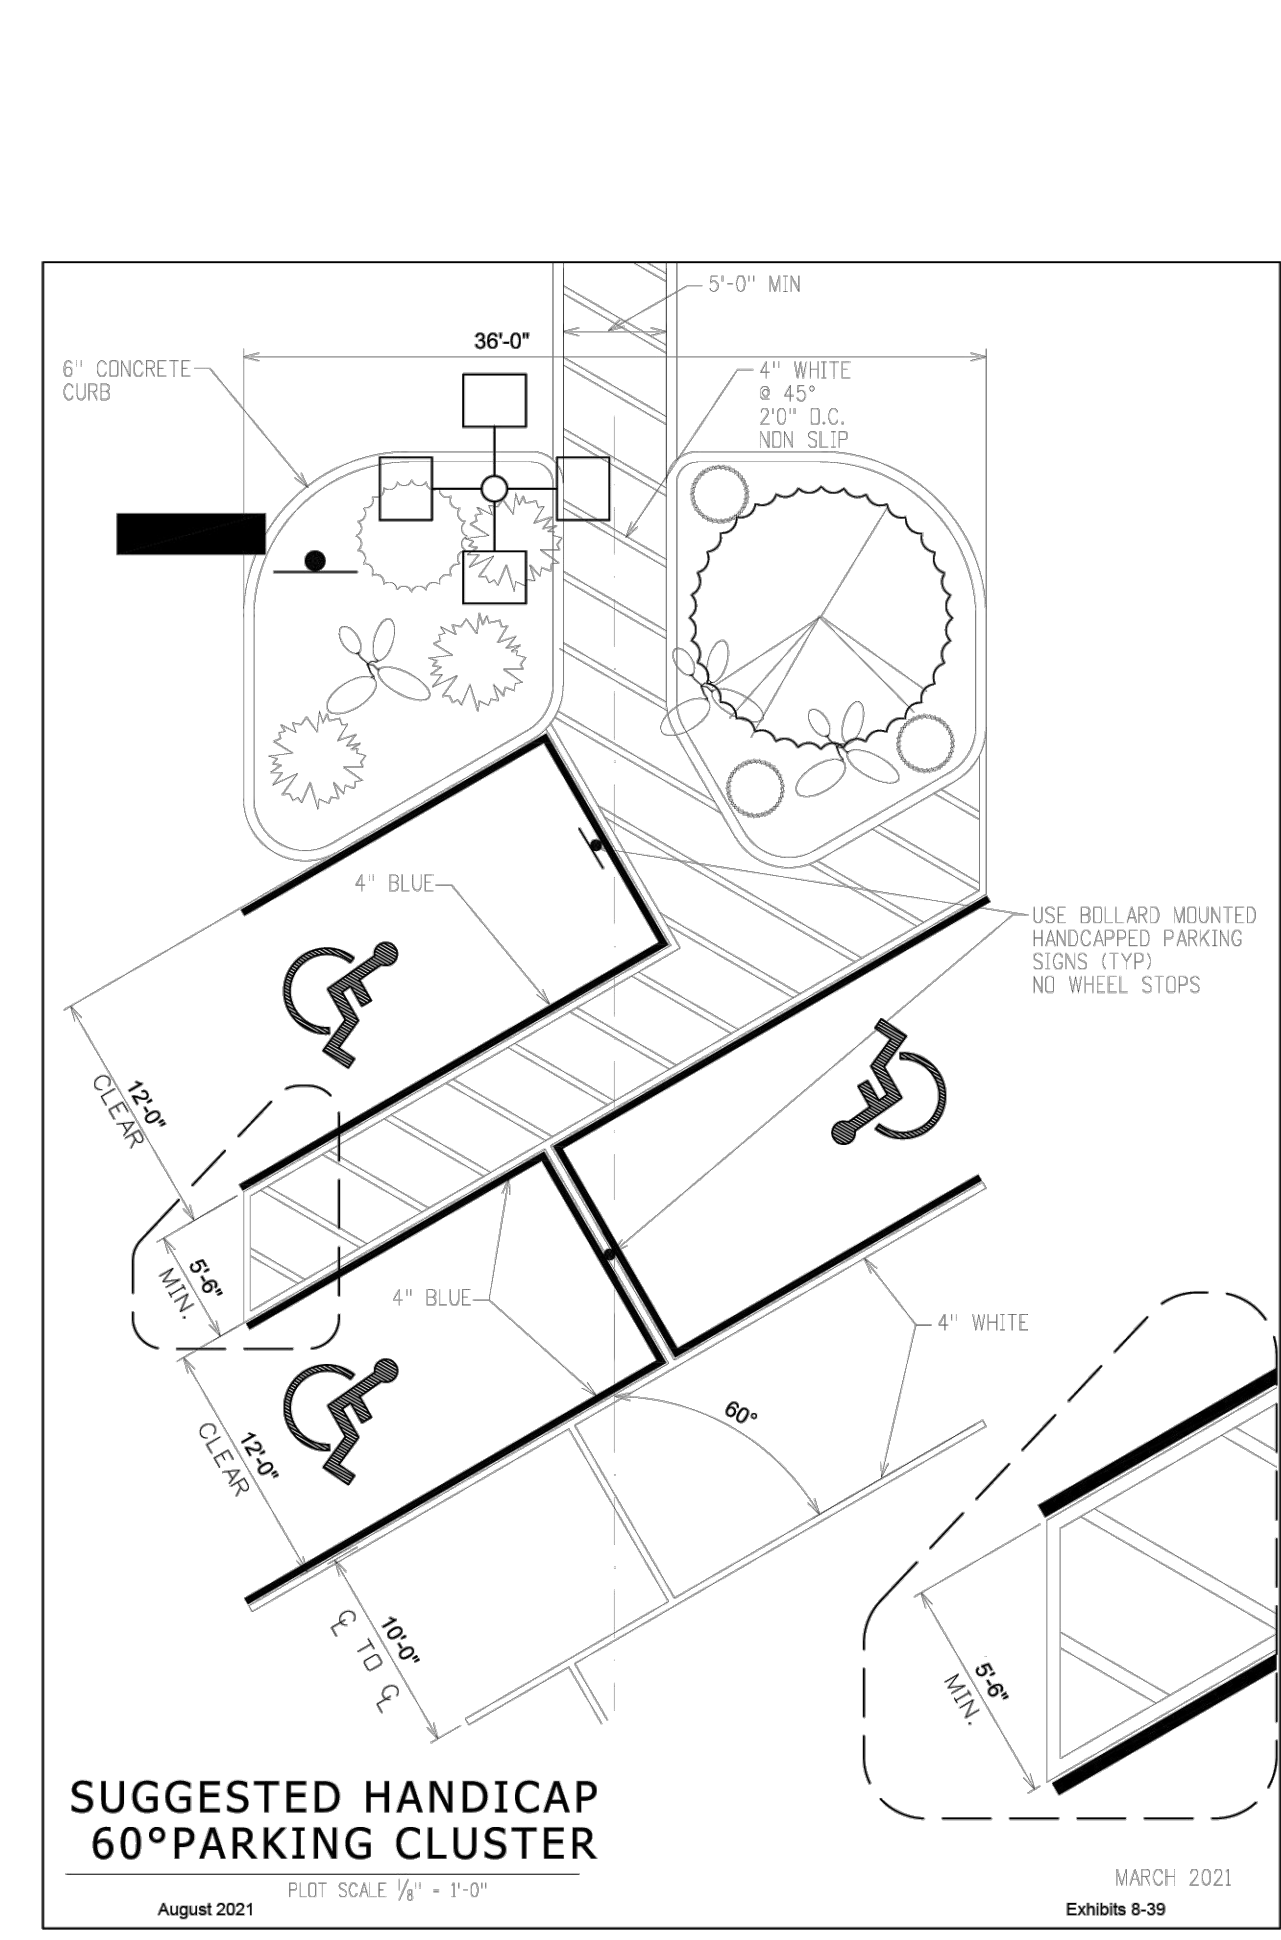 5'-0" MIN
36'-0"
6" CONCRETE
CURB
4" WHITE
@ 45°
2'0" O.C.
NON SLIP
4" BLUE
USE BOLLARD MOUNTED
HANDCAPPED PARKING
SIGNS (TYP)
NO WHEEL STOPS
12'-0"
CLEAR
5'-6"
MIN.
4" BLUE
4" WHITE
60°
12'-0"
CLEAR
10'-0"
℄ TO ℄
5'-6"
MIN.
SUGGESTED HANDICAP
60°PARKING CLUSTER
PLOT SCALE 1/8" = 1'-0"
MARCH 2021
August 2021
Exhibits 8-39